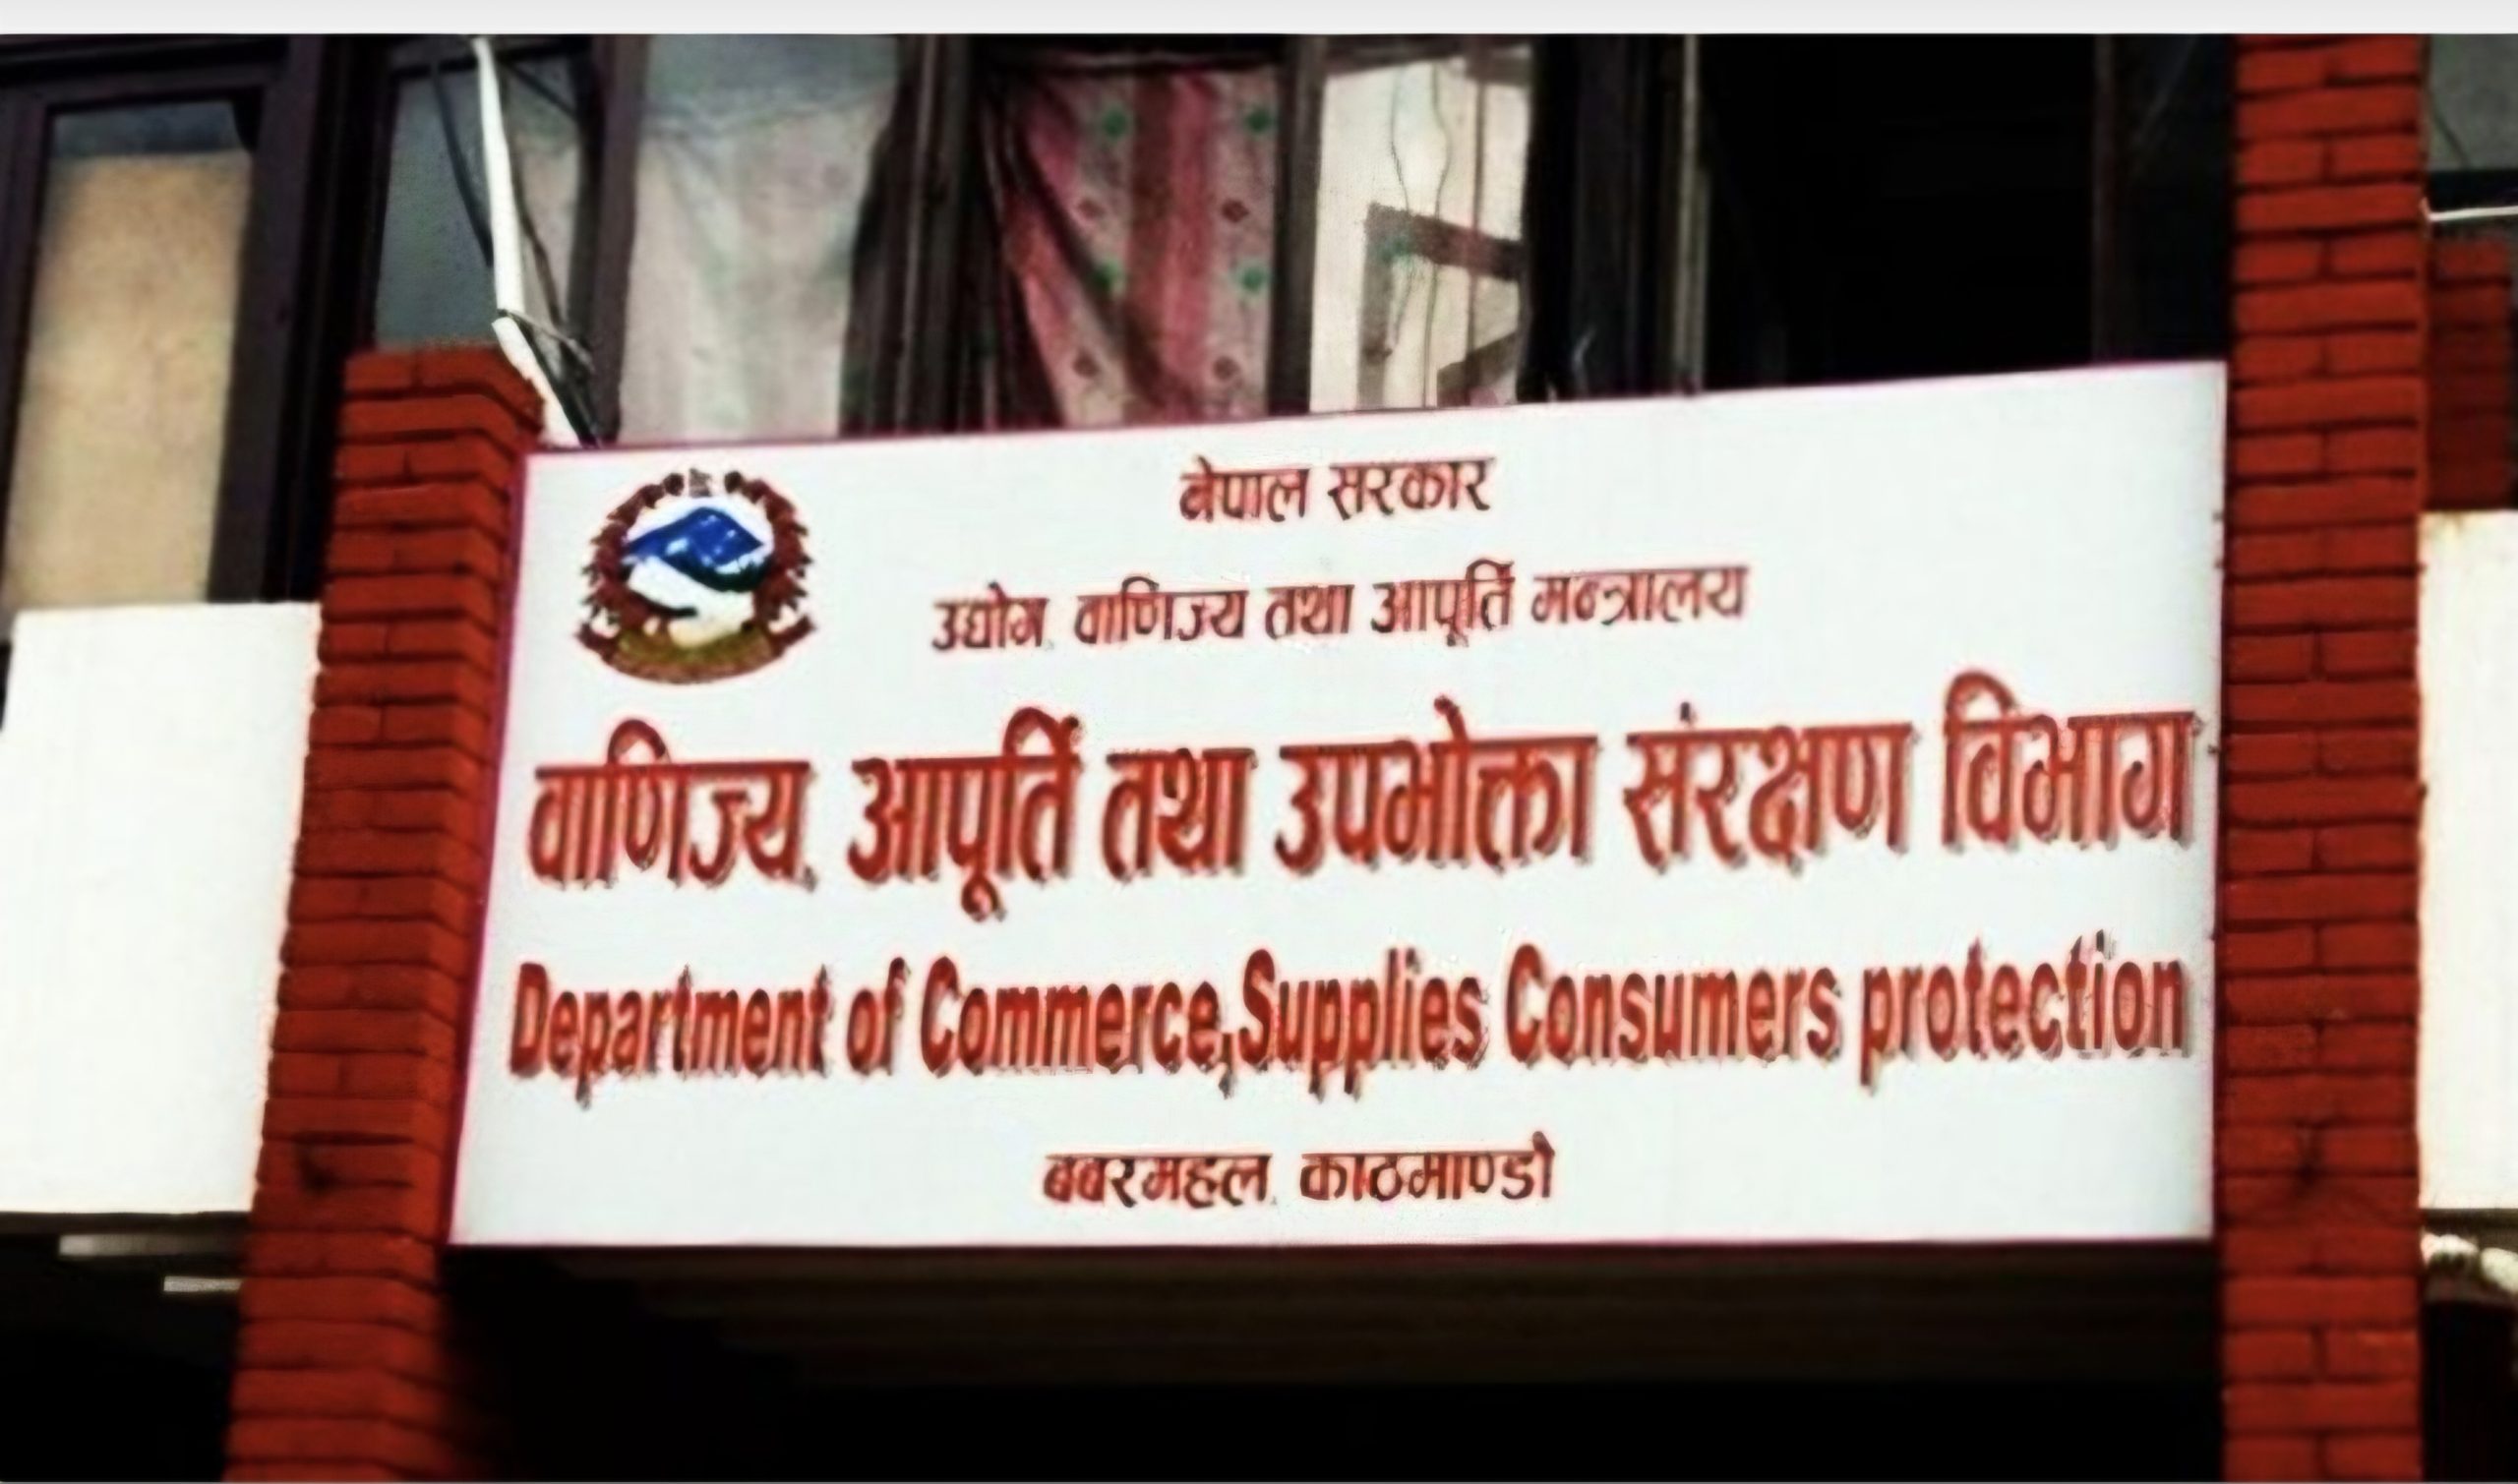 नेपाल सरकार
उद्योग, वाणिज्य तथा आपूर्ति मन्त्रालय
वाणिज्य, आपूर्ति तथा उपभोक्ता संरक्षण विभाग
Department of Commerce,Supplies Consumers protection
बबरमहल, काठमाण्डौ